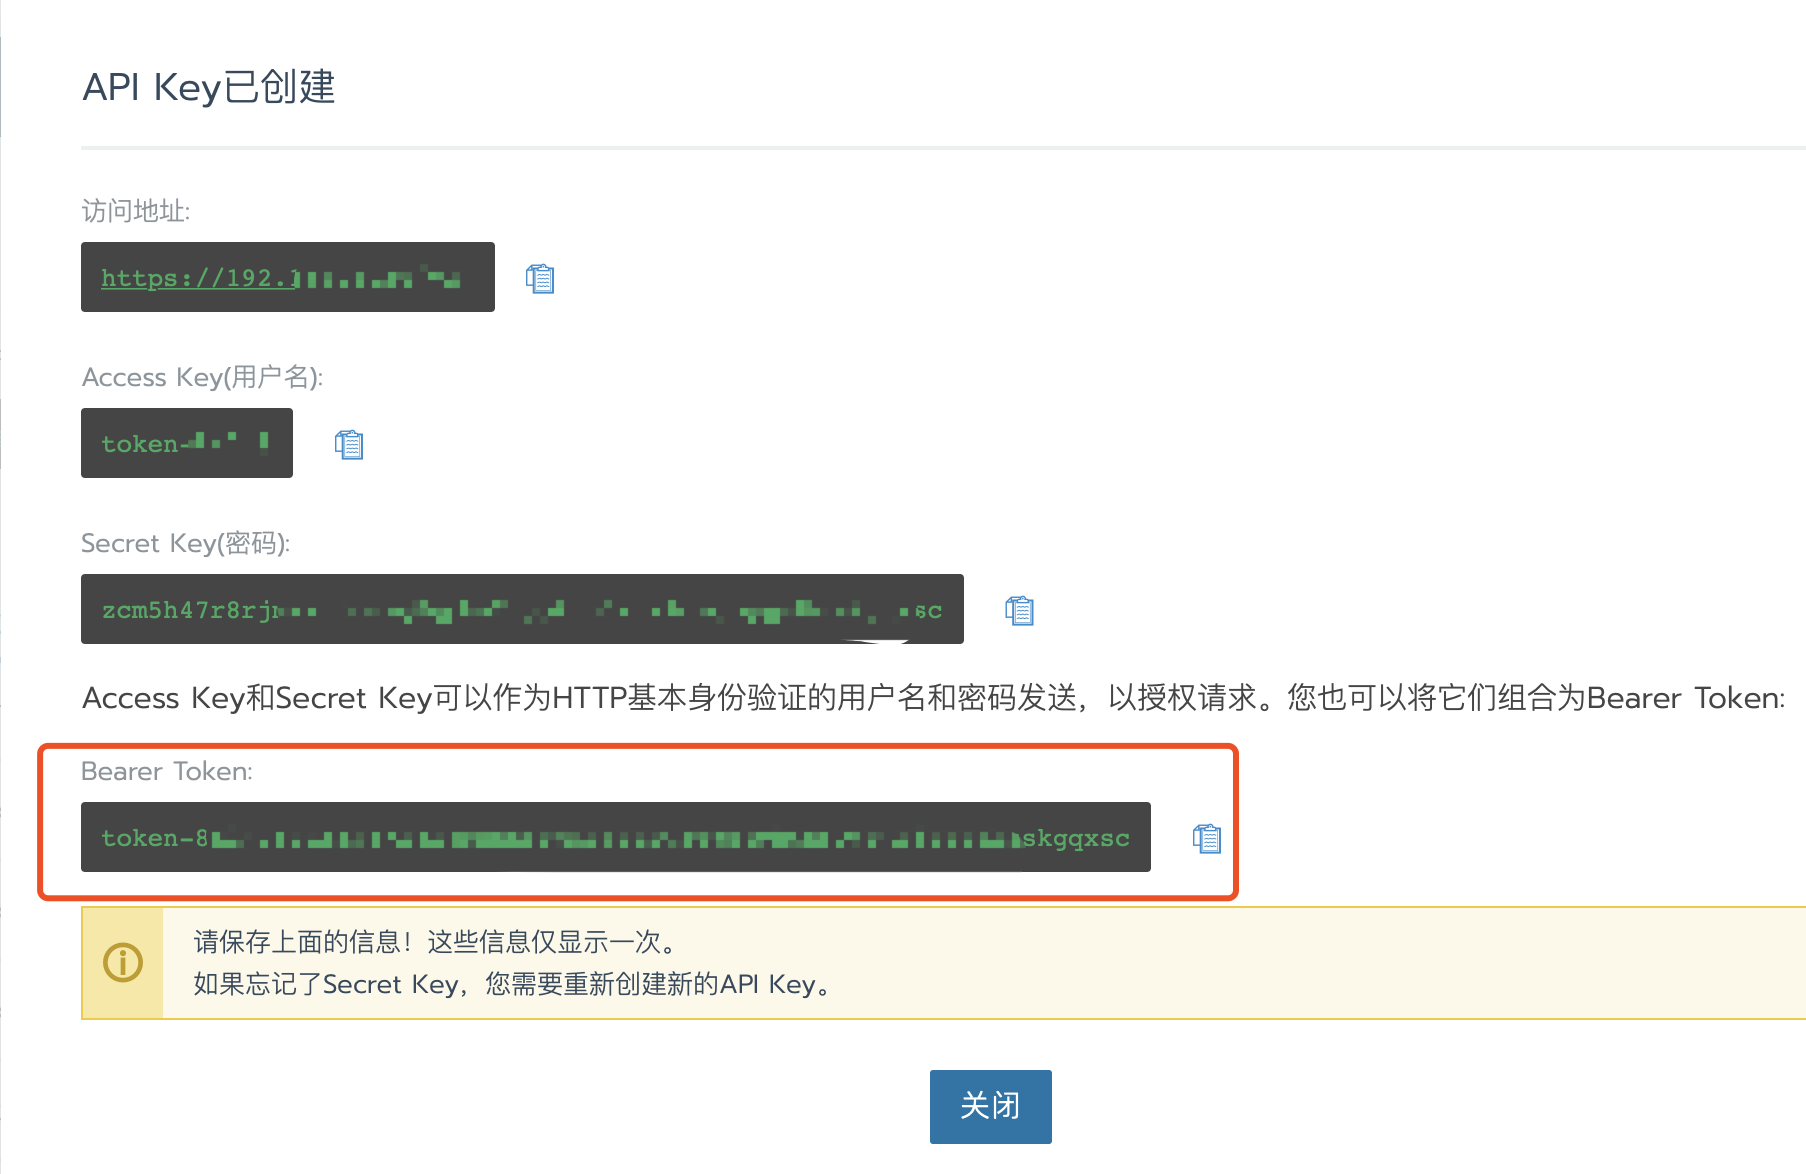 API Key已创建
访问地址:
https://192.1
Access Key(用户名):
token-
Secret Key(密码):
zcm5h47r8rj sc
Access Key和Secret Key可以作为HTTP基本身份验证的用户名和密码发送，以授权请求。您也可以将它们组合为Bearer Token:
Bearer Token:
token-8 skgqxsc
请保存上面的信息！这些信息仅显示一次。
如果忘记了Secret Key，您需要重新创建新的API Key。
关闭